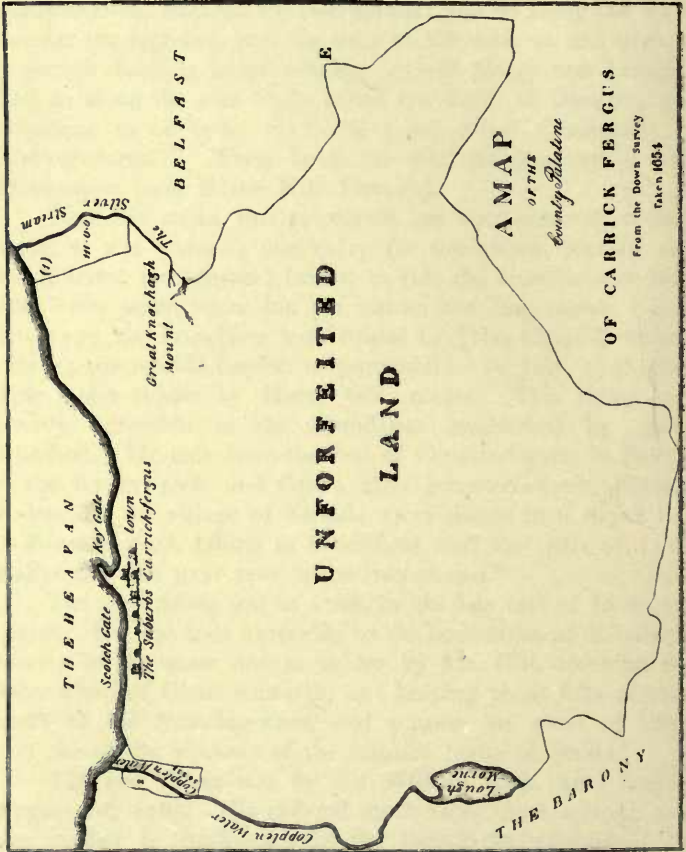 A MAP
OF THE
County Palatine
OF CARRICK FERGUS
From the Down survey
Taken 1654
THE HEAVAN
Key Gate
Scotch Gate
town
The Suburbs Carrick-fergus
BELFAST
E
The Silver Stream
(1)
Great Knockagh
Mount
UNFORFEITED
LAND
Copplen Water
Copplen Water
Lough
Morne
THE BARONY